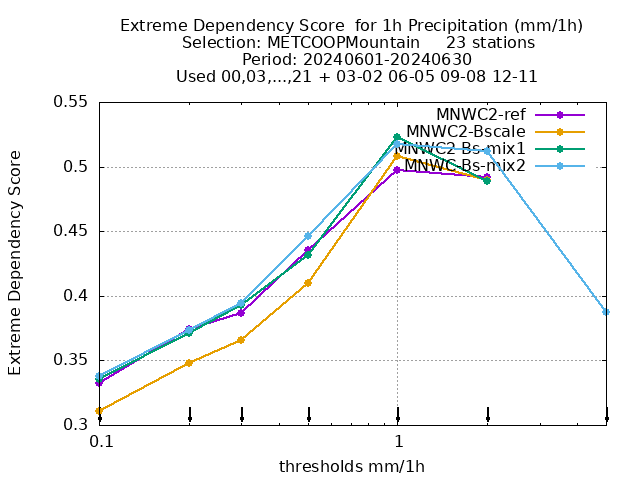 Extreme Dependency Score  for 1h Precipitation (mm/1h)
Selection: METCOOPMountain     23 stations
Period: 20240601-20240630
Used 00,03,...,21 + 03-02 06-05 09-08 12-11
MNWC2-ref
MNWC2-Bscale
MNWC2-Bs-mix1
MNWC-Bs-mix2
0.55
0.5
0.45
0.4
0.35
0.3
Extreme Dependency Score
0.1
1
thresholds mm/1h